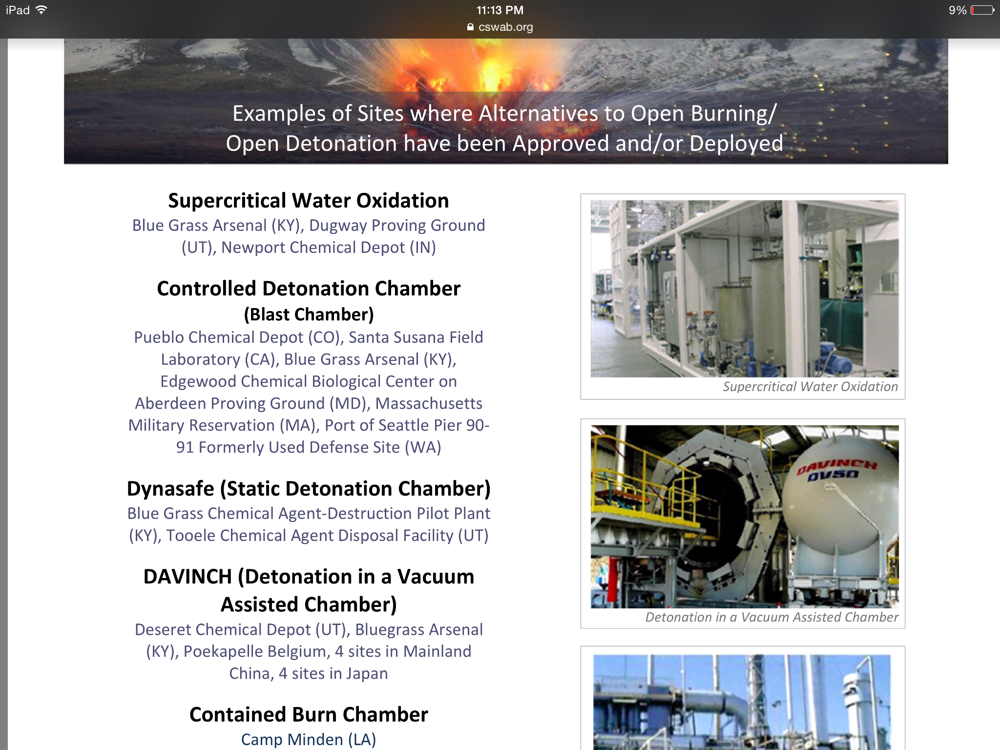 iPad
11:13 PM
9%
cswab.org
Examples of Sites where Alternatives to Open Burning/
Open Detonation have been Approved and/or Deployed
Supercritical Water Oxidation
Blue Grass Arsenal (KY), Dugway Proving Ground
(UT), Newport Chemical Depot (IN)
Controlled Detonation Chamber
(Blast Chamber)
Pueblo Chemical Depot (CO), Santa Susana Field
Laboratory (CA), Blue Grass Arsenal (KY),
Edgewood Chemical Biological Center on
Aberdeen Proving Ground (MD), Massachusetts
Military Reservation (MA), Port of Seattle Pier 90-
91 Formerly Used Defense Site (WA)
Dynasafe (Static Detonation Chamber)
Blue Grass Chemical Agent-Destruction Pilot Plant
(KY), Tooele Chemical Agent Disposal Facility (UT)
DAVINCH (Detonation in a Vacuum
Assisted Chamber)
Deseret Chemical Depot (UT), Bluegrass Arsenal
(KY), Poekapelle Belgium, 4 sites in Mainland
China, 4 sites in Japan
Contained Burn Chamber
Camp Minden (LA)
Supercritical Water Oxidation
DAVINCH
DV50
Detonation in a Vacuum Assisted Chamber